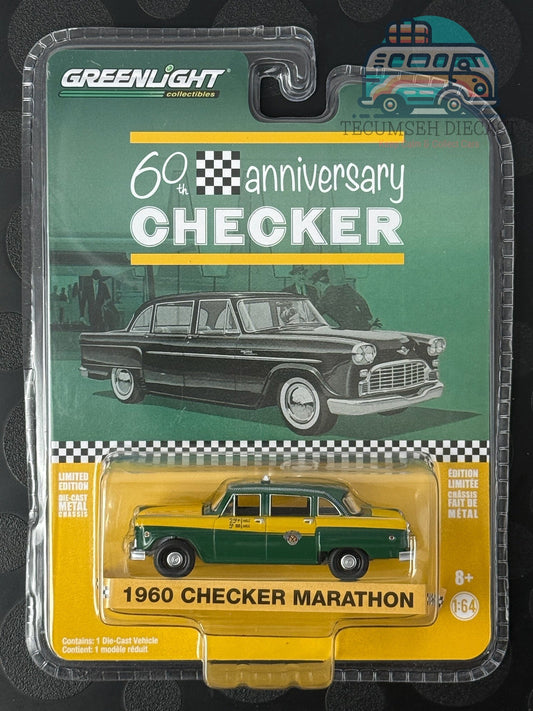 GREENLIGHT
collectibles
TECUMSEH DIECAST
60th anniversary
CHECKER
LIMITED
EDITION
DIE-CAST
METAL
CHASSIS
ÉDITION
LIMITÉE
CHÂSSIS
FAIT DE
MÉTAL
1960 CHECKER MARATHON
8+
1:64
Contains: 1 Die-Cast Vehicle
Contient: 1 modèle réduit